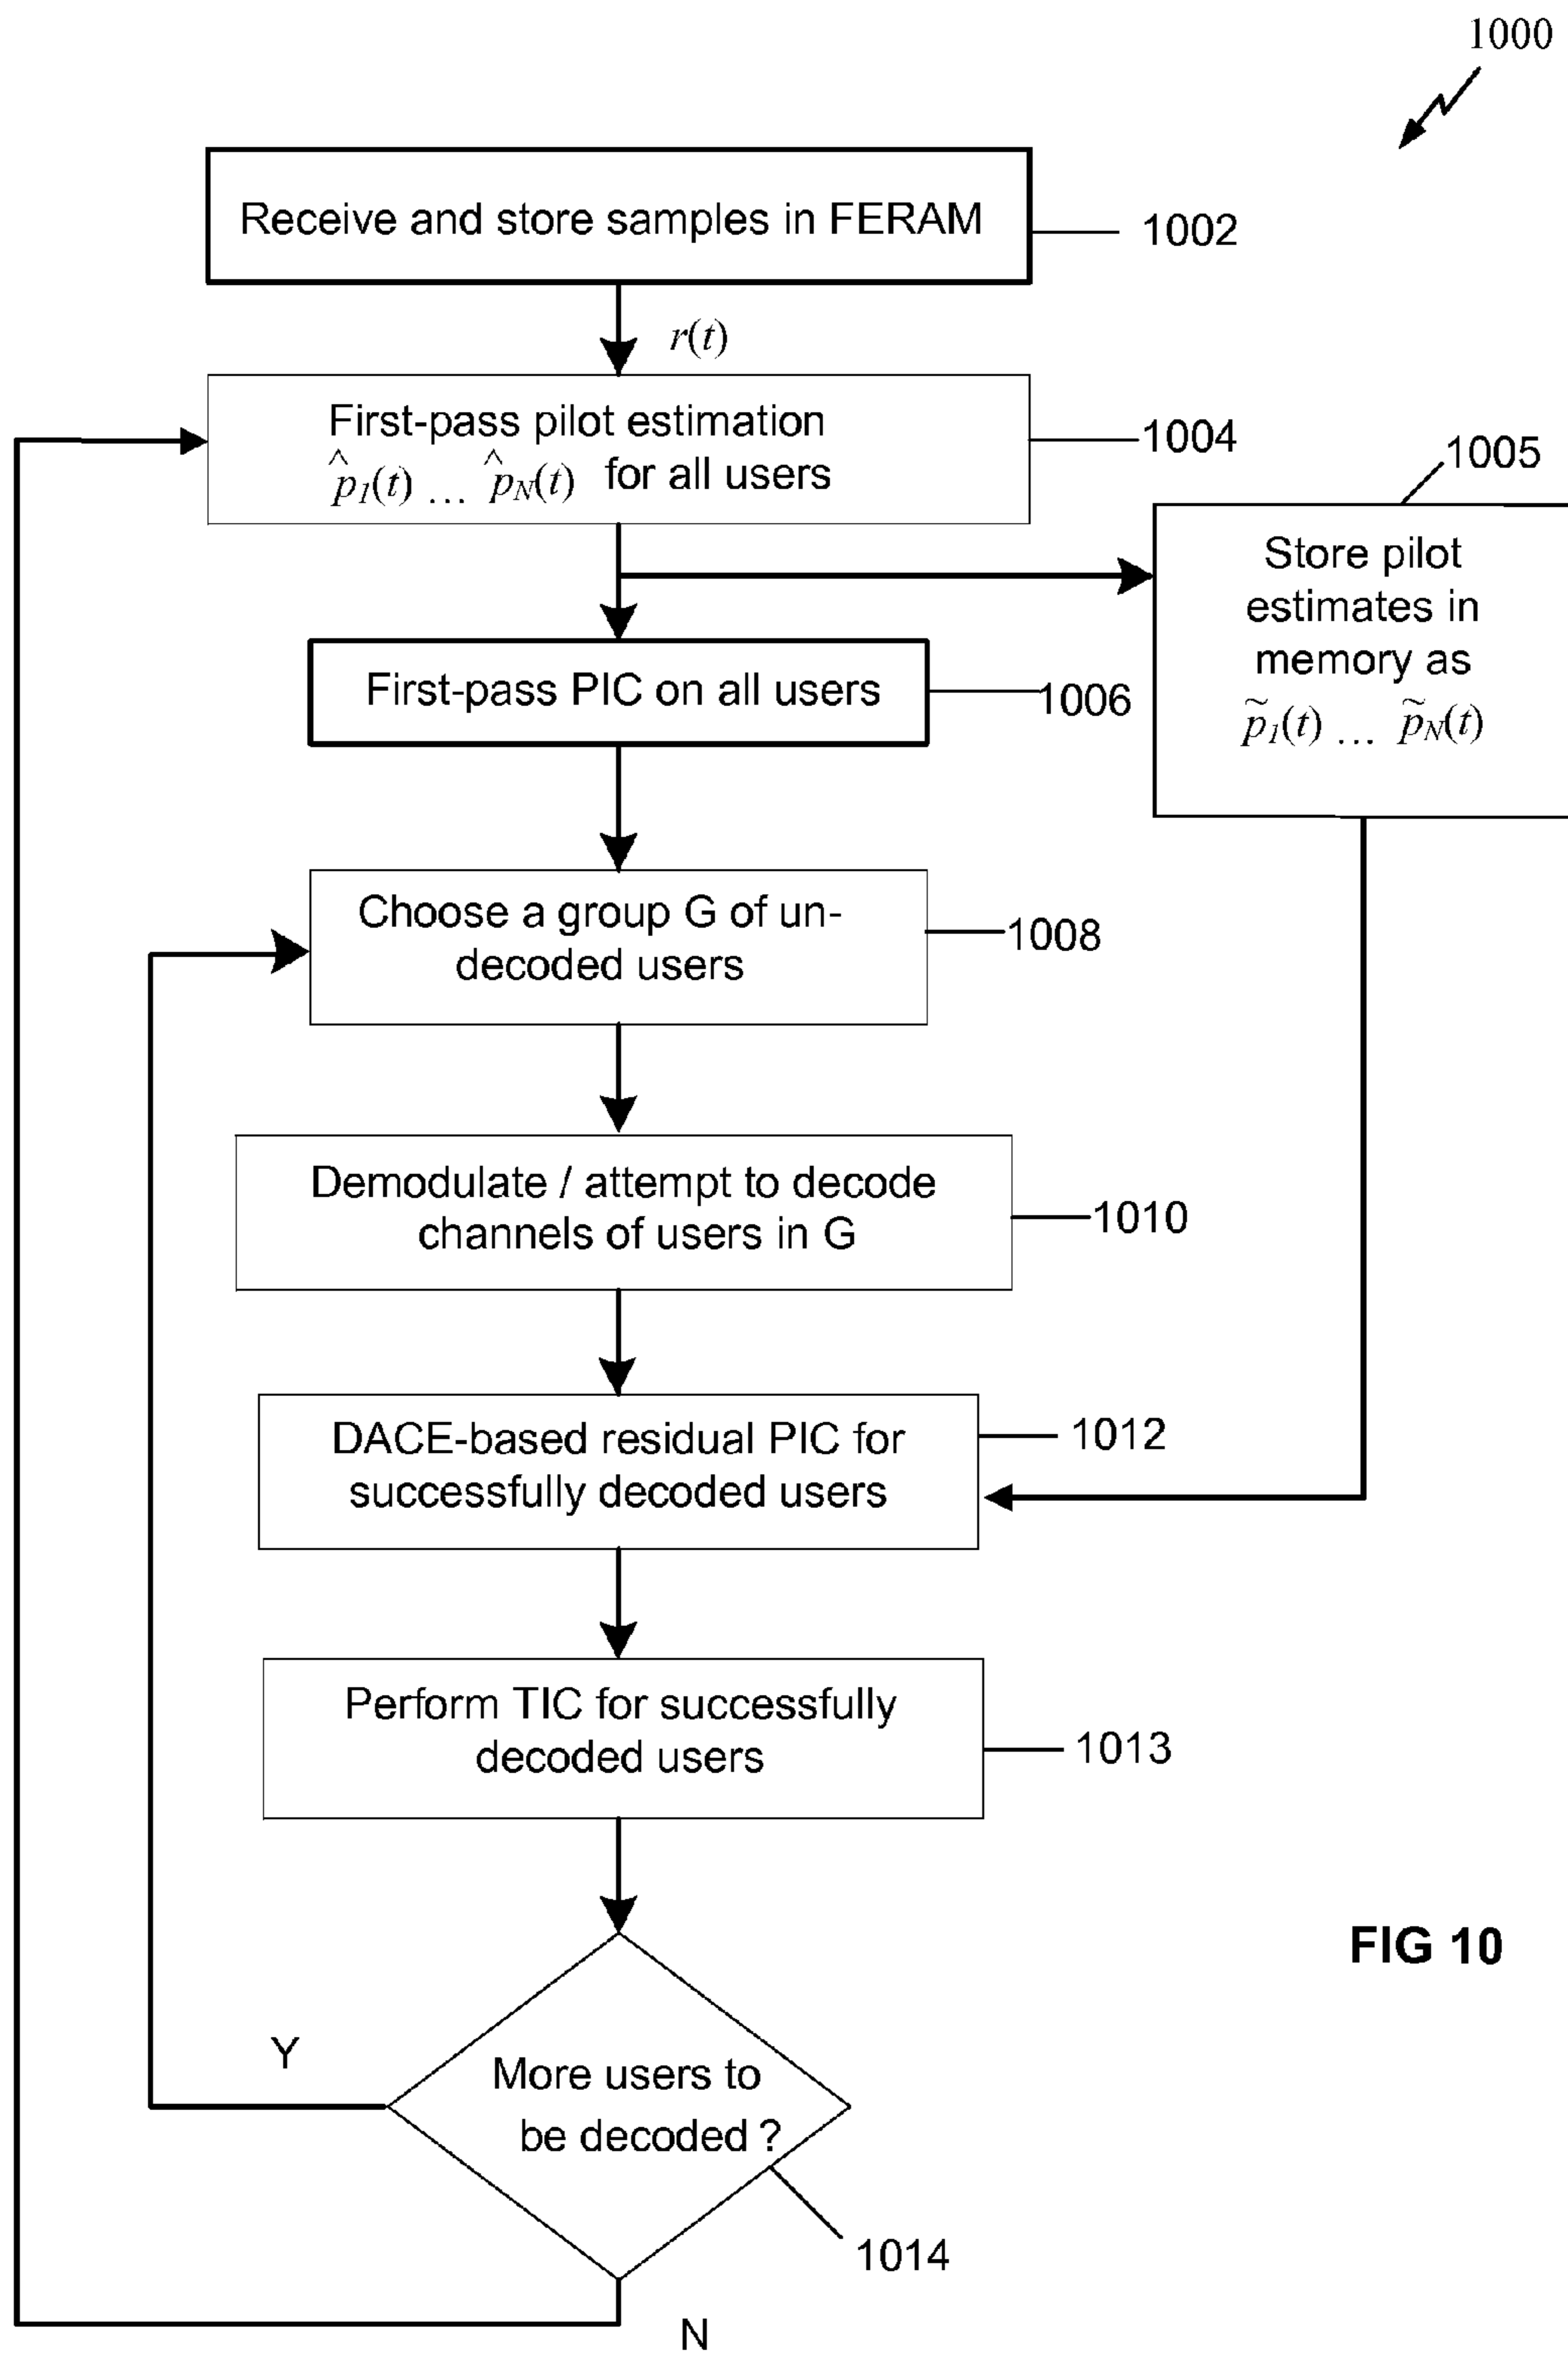 1000
Receive and store samples in FERAM
1002
r(t)
First-pass pilot estimation
p̂1(t) ... p̂N(t) for all users
1004
1005
Store pilot
estimates in
memory as
p̃1(t) ... p̃N(t)
First-pass PIC on all users
1006
Choose a group G of un-
decoded users
1008
Demodulate / attempt to decode
channels of users in G
1010
DACE-based residual PIC for
successfully decoded users
1012
Perform TIC for successfully
decoded users
1013
FIG 10
Y
More users to
be decoded ?
1014
N